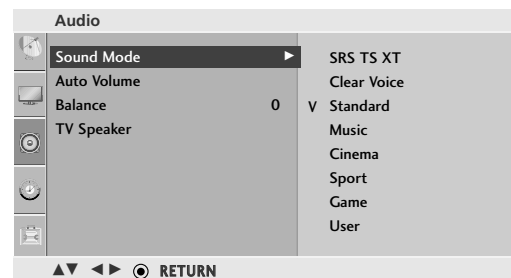 Audio
Sound Mode ►
Auto Volume
Balance 0
TV Speaker
SRS TS XT
Clear Voice
V Standard
Music
Cinema
Sport
Game
User
▲▼ ◄► ◉ RETURN